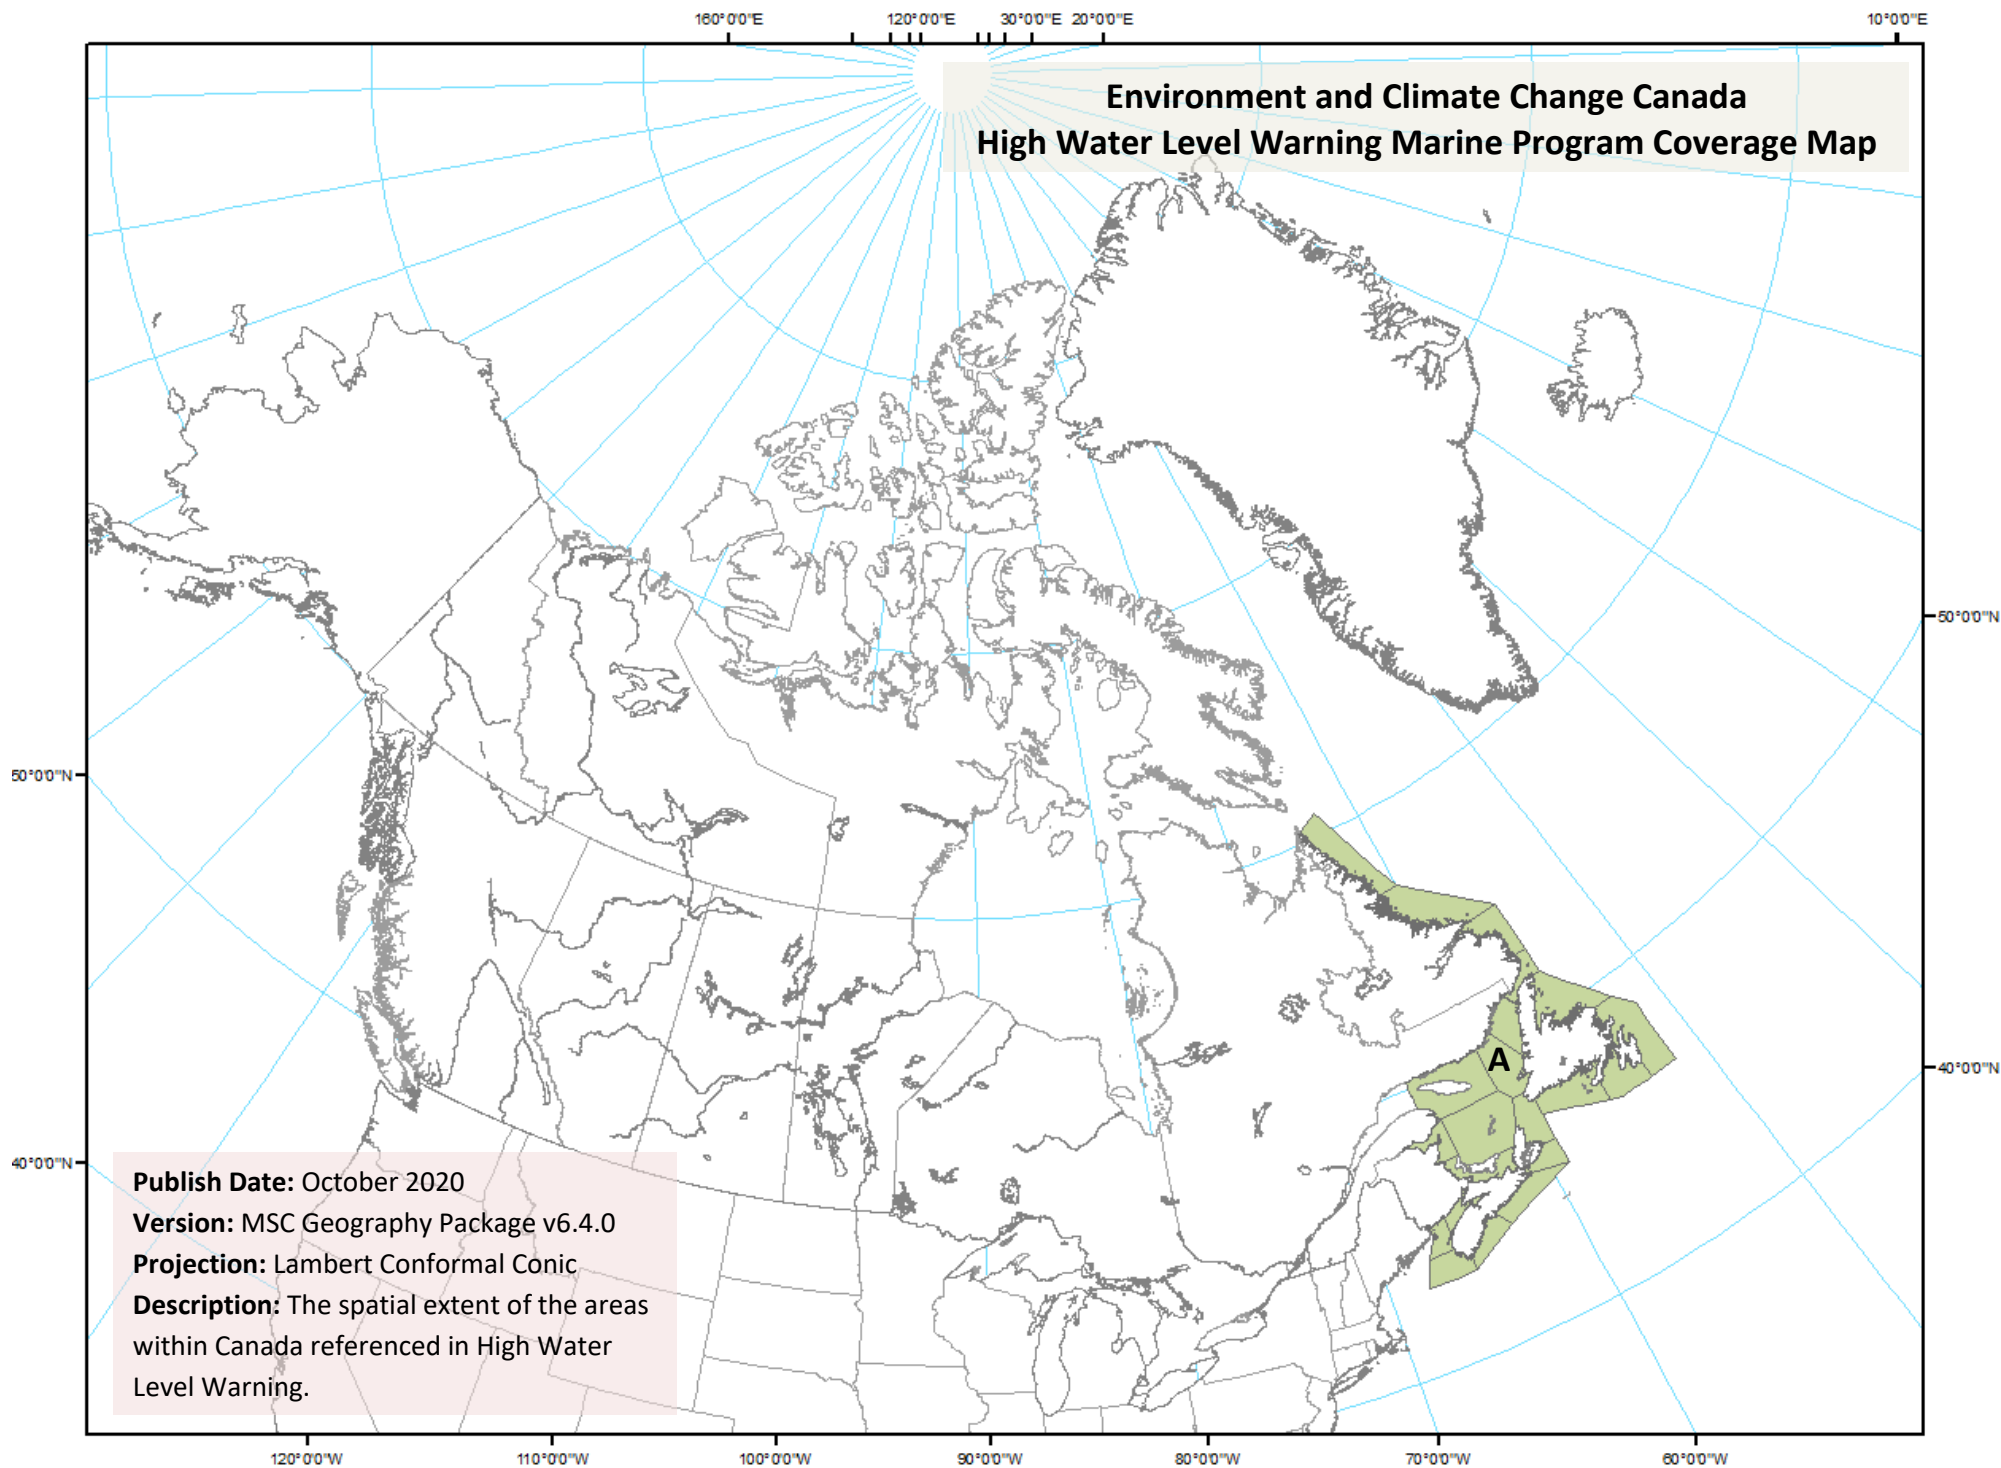 160°0'0"E 120°0'0"E 30°0'0"E 20°0'0"E 10°0'0"E
Environment and Climate Change Canada
High Water Level Warning Marine Program Coverage Map
50°0'0"N
50°0'0"N
A
40°0'0"N
40°0'0"N
Publish Date: October 2020
Version: MSC Geography Package v6.4.0
Projection: Lambert Conformal Conic
Description: The spatial extent of the areas
within Canada referenced in High Water
Level Warning.
120°0'0"W 110°0'0"W 100°0'0"W 90°0'0"W 80°0'0"W 70°0'0"W 60°0'0"W